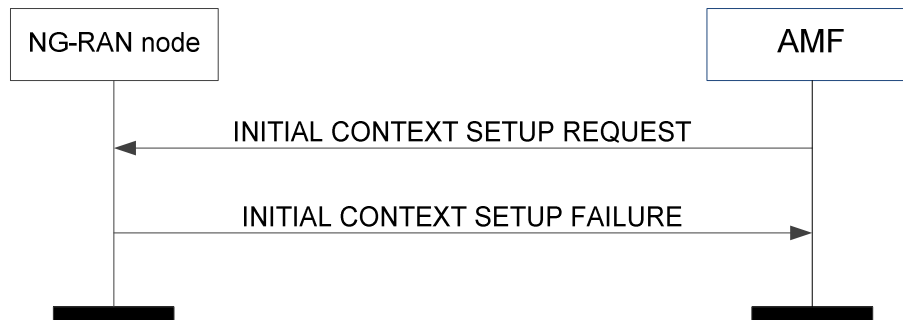 NG-RAN node
AMF
INITIAL CONTEXT SETUP REQUEST
INITIAL CONTEXT SETUP FAILURE